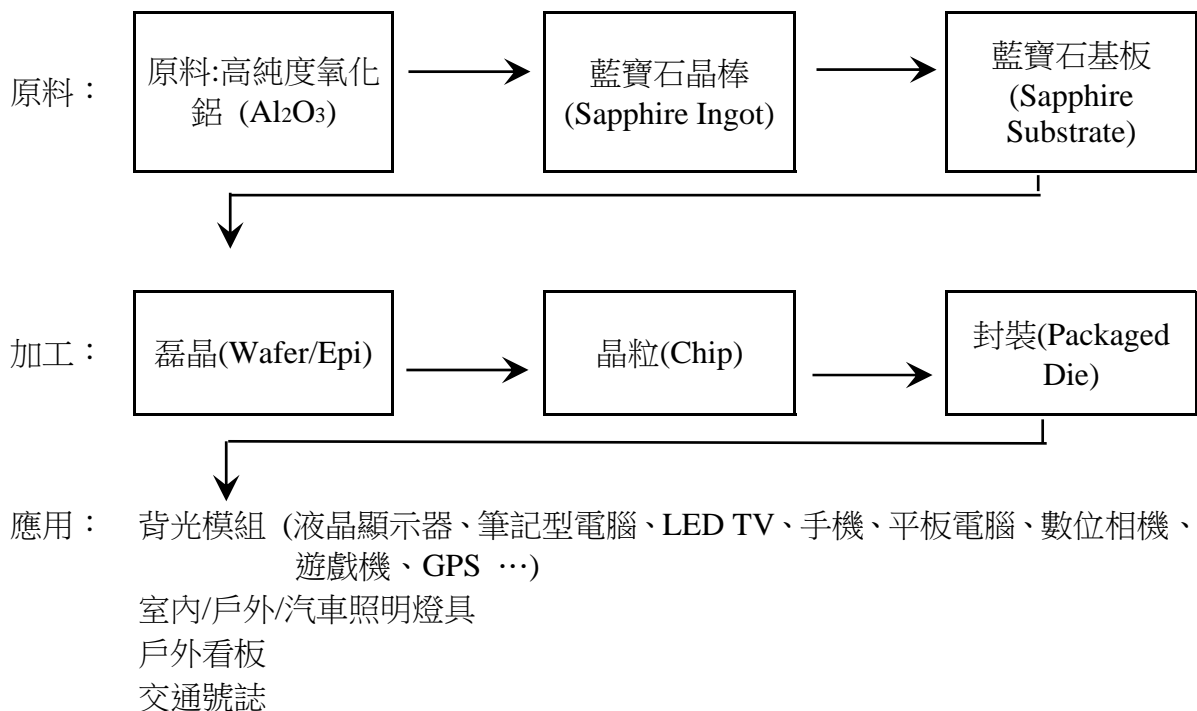 原料：
原料:高純度氧化
鋁 (Al2O3)
藍寶石晶棒
(Sapphire Ingot)
藍寶石基板
(Sapphire
Substrate)
加工：
磊晶(Wafer/Epi)
晶粒(Chip)
封裝(Packaged
Die)
應用： 背光模組 (液晶顯示器、筆記型電腦、LED TV、手機、平板電腦、數位相機、
遊戲機、GPS …)
室內/戶外/汽車照明燈具
戶外看板
交通號誌